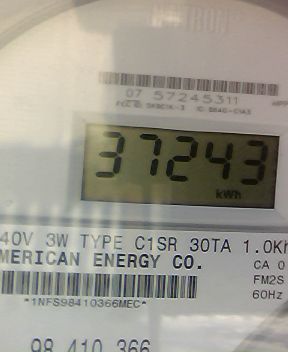 07 57245311
37243
kWh
40V 3W TYPE C1SR 30TA 1.0Kh
MERICAN ENERGY CO.
CA 0
FM2S
60Hz
*1NFS98410366MEC*
98 410 366